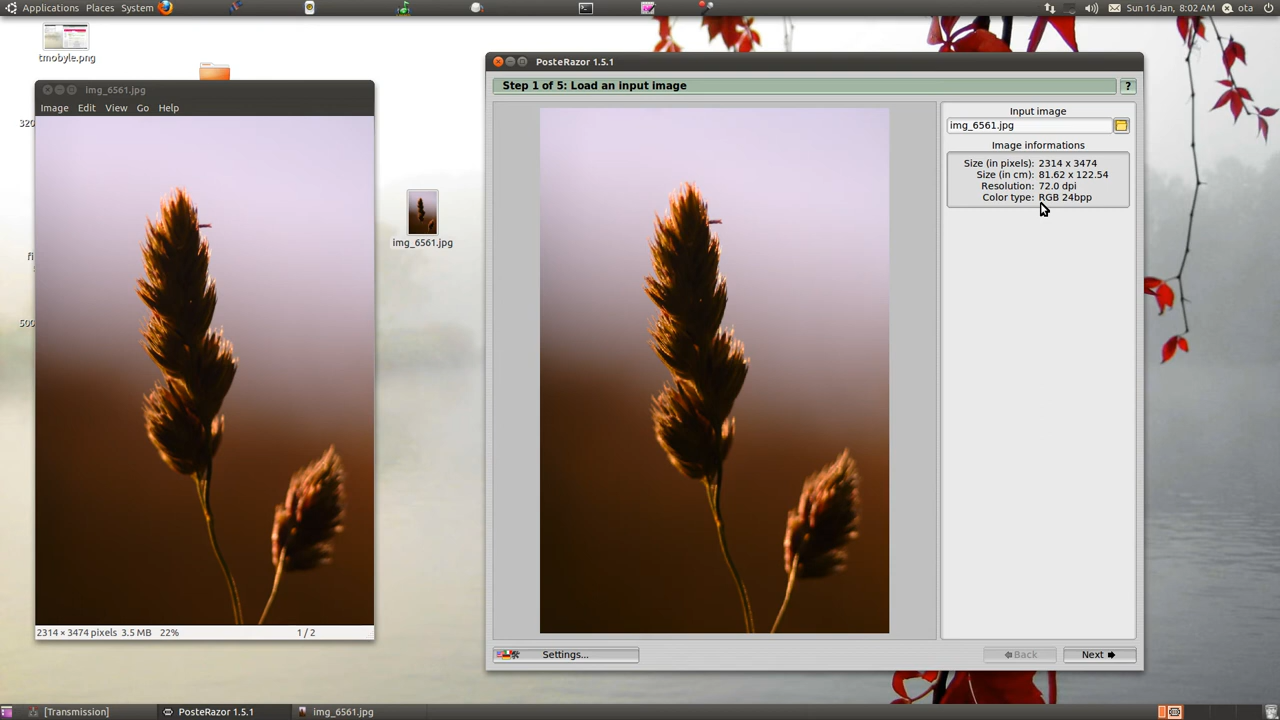 Applications Places System
Sun 16 Jan, 8:02 AM
ota
tmobyle.png
img_6561.jpg
Image Edit View Go Help
2314 × 3474 pixels 3.5 MB 22%
1 / 2
320
fi
500
img_6561.jpg
PosteRazor 1.5.1
Step 1 of 5: Load an input image
?
Input image
img_6561.jpg
Image informations
Size (in pixels): 2314 x 3474
Size (in cm): 81.62 x 122.54
Resolution: 72.0 dpi
Color type: RGB 24bpp
Settings...
Back
Next
[Transmission]
PosteRazor 1.5.1
img_6561.jpg